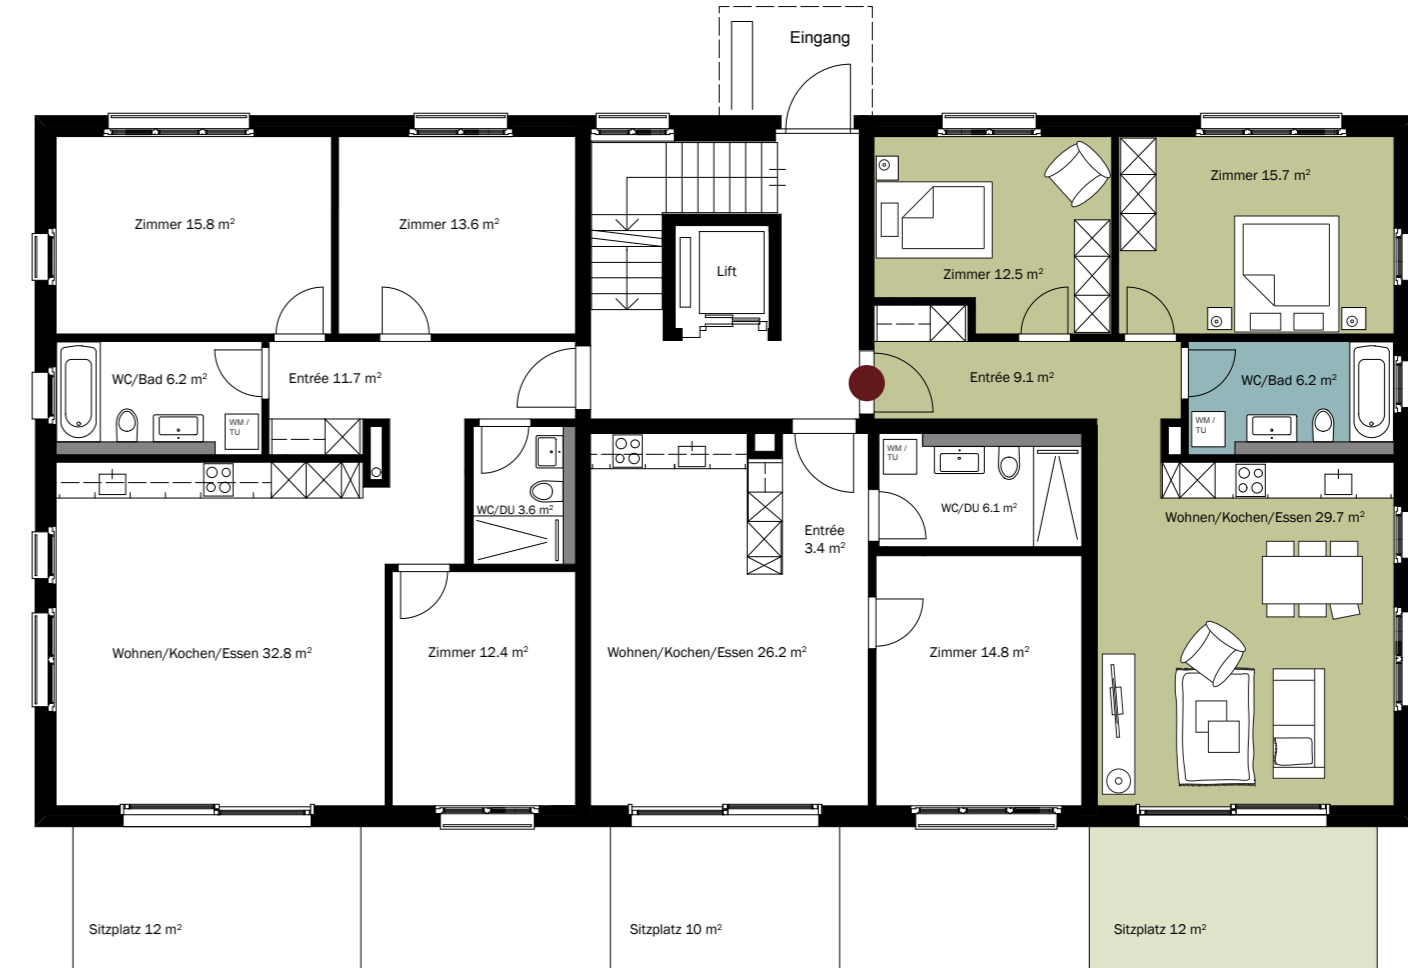 Eingang
Zimmer 15.8 m²
Zimmer 13.6 m²
Lift
Zimmer 12.5 m²
Zimmer 15.7 m²
WC/Bad 6.2 m²
WM /
TU
Entrée 11.7 m²
Entrée 9.1 m²
WC/Bad 6.2 m²
WM /
TU
WC/DU 3.6 m²
Entrée
3.4 m²
WM /
TU
WC/DU 6.1 m²
Wohnen/Kochen/Essen 29.7 m²
Wohnen/Kochen/Essen 32.8 m²
Zimmer 12.4 m²
Wohnen/Kochen/Essen 26.2 m²
Zimmer 14.8 m²
Sitzplatz 12 m²
Sitzplatz 10 m²
Sitzplatz 12 m²